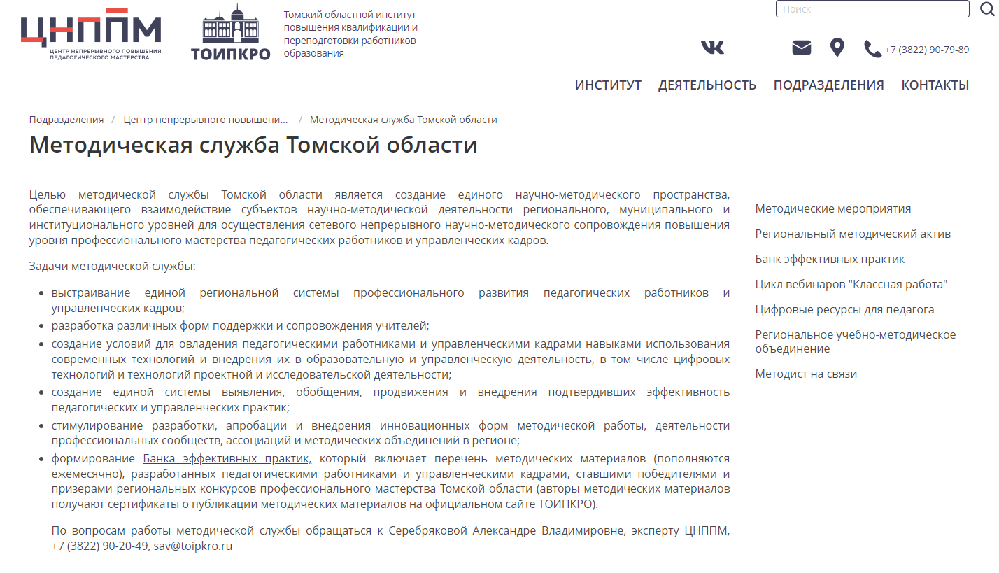 ЦНППМ
ЦЕНТР НЕПРЕРЫВНОГО ПОВЫШЕНИЯ
ПЕДАГОГИЧЕСКОГО МАСТЕРСТВА
ТОИПКРО
Томский областной институт
повышения квалификации и
переподготовки работников
образования
Поиск
+7 (3822) 90-79-89
ИНСТИТУТ ДЕЯТЕЛЬНОСТЬ ПОДРАЗДЕЛЕНИЯ КОНТАКТЫ
Подразделения / Центр непрерывного повышени... / Методическая служба Томской области
Методическая служба Томской области
Целью методической службы Томской области является создание единого научно-методического пространства,
обеспечивающего взаимодействие субъектов научно-методической деятельности регионального, муниципального и
институционального уровней для осуществления сетевого непрерывного научно-методического сопровождения повышения
уровня профессионального мастерства педагогических работников и управленческих кадров.
Задачи методической службы:
• выстраивание единой региональной системы профессионального развития педагогических работников и
управленческих кадров;
• разработка различных форм поддержки и сопровождения учителей;
• создание условий для овладения педагогическими работниками и управленческими кадрами навыками использования
современных технологий и внедрения их в образовательную и управленческую деятельность, в том числе цифровых
технологий и технологий проектной и исследовательской деятельности;
• создание единой системы выявления, обобщения, продвижения и внедрения подтвердивших эффективность
педагогических и управленческих практик;
• стимулирование разработки, апробации и внедрения инновационных форм методической работы, деятельности
профессиональных сообществ, ассоциаций и методических объединений в регионе;
• формирование Банка эффективных практик, который включает перечень методических материалов (пополняются
ежемесячно), разработанных педагогическими работниками и управленческими кадрами, ставшими победителями и
призерами региональных конкурсов профессионального мастерства Томской области (авторы методических материалов
получают сертификаты о публикации методических материалов на официальном сайте ТОИПКРО).
По вопросам работы методической службы обращаться к Серебряковой Александре Владимировне, эксперту ЦНППМ,
+7 (3822) 90-20-49, sav@toipkro.ru
Методические мероприятия
Региональный методический актив
Банк эффективных практик
Цикл вебинаров "Классная работа"
Цифровые ресурсы для педагога
Региональное учебно-методическое
объединение
Методист на связи